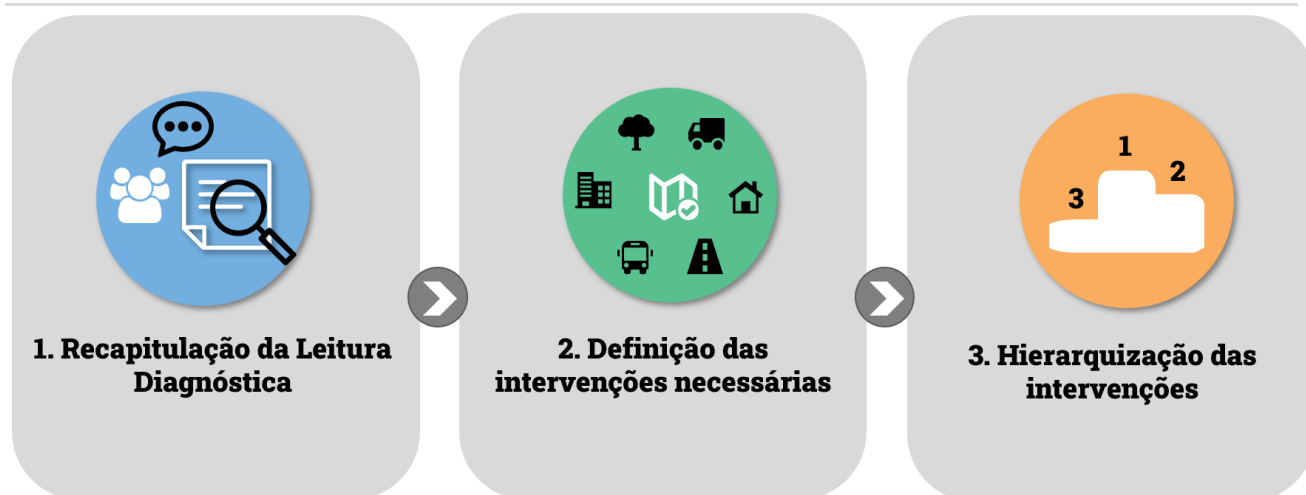 1. Recapitulação da Leitura
Diagnóstica
2. Definição das
intervenções necessárias
1
2
3
3. Hierarquização das
intervenções